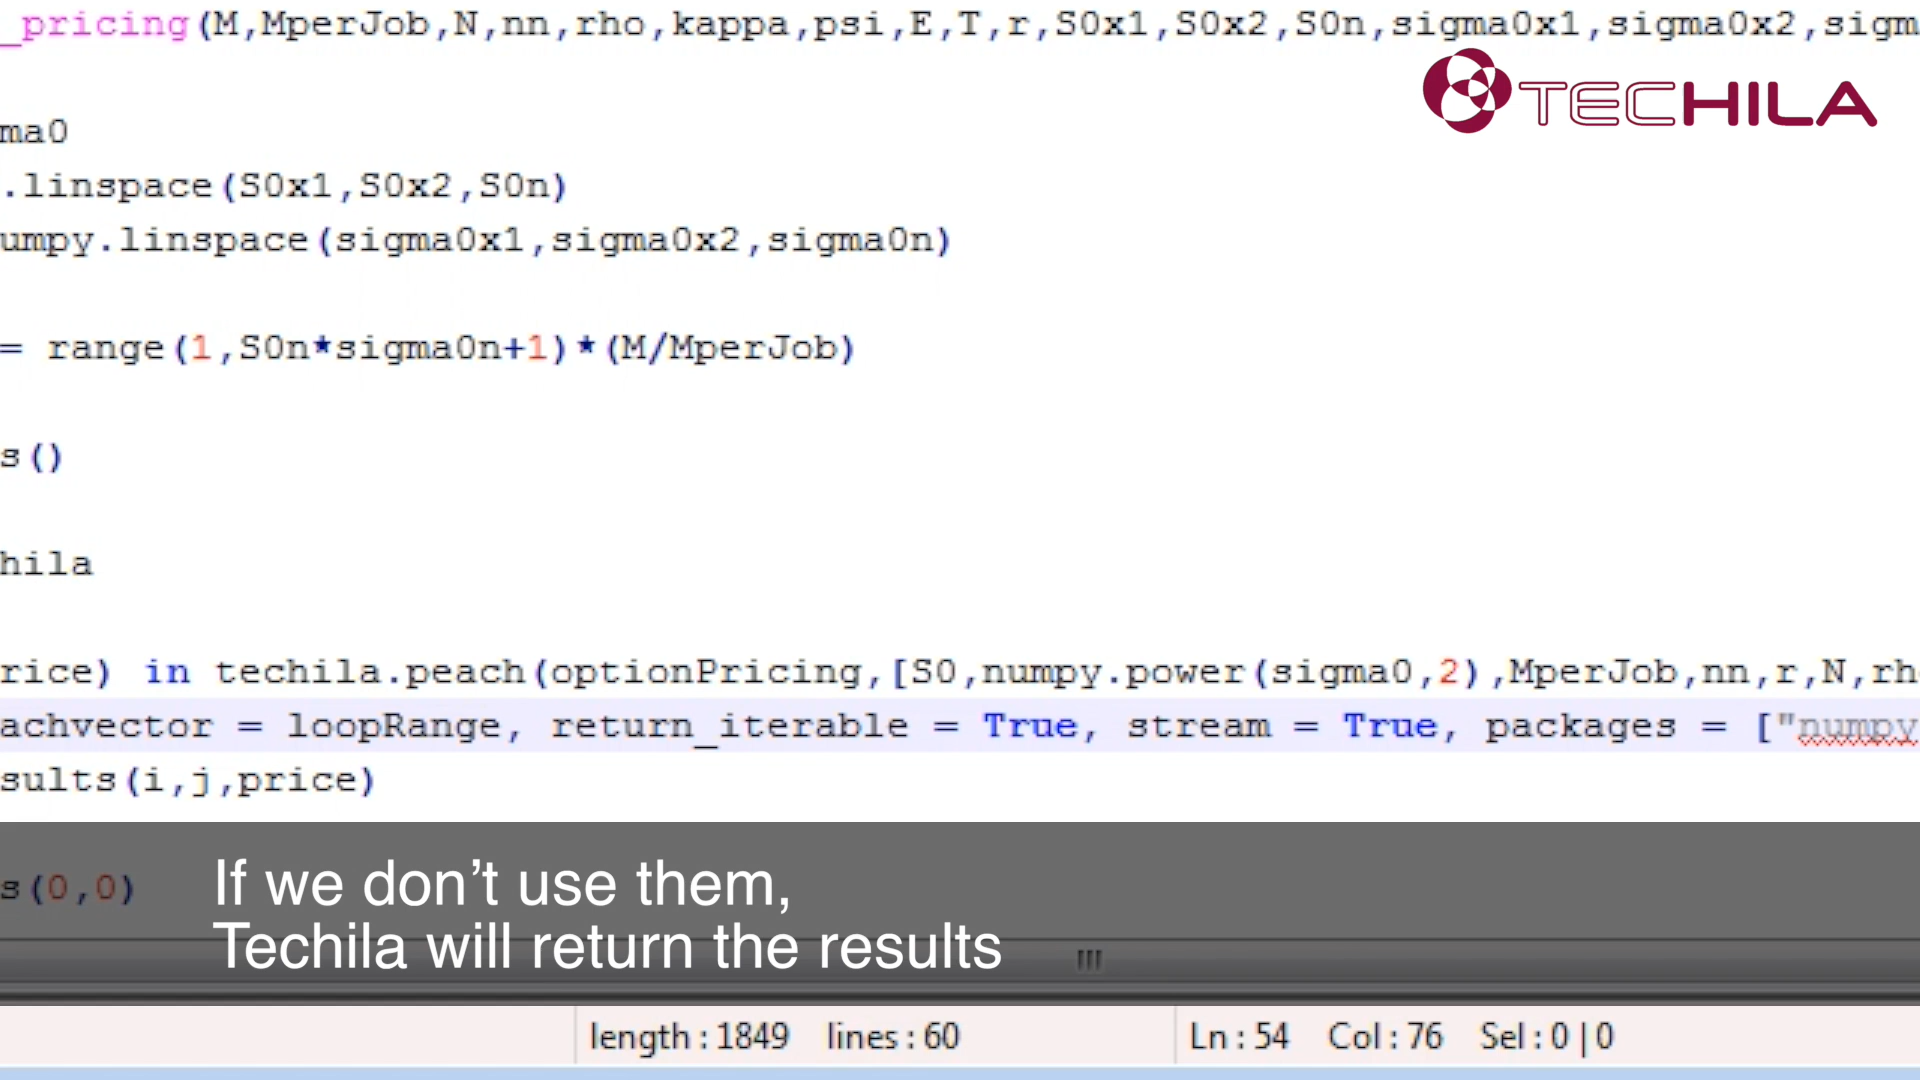 _pricing(M,MperJob,N,nn,rho,kappa,psi,E,T,r,S0x1,S0x2,S0n,sigma0x1,sigma0x2,sigm
TECHILA
ma0
.linspace(S0x1,S0x2,S0n)
umpy.linspace(sigma0x1,sigma0x2,sigma0n)
= range(1,S0n*sigma0n+1)*(M/MperJob)
s()
hila
rice) in techila.peach(optionPricing,[S0,numpy.power(sigma0,2),MperJob,nn,r,N,rh
achvector = loopRange, return_iterable = True, stream = True, packages = ["numpy
sults(i,j,price)
s(0,0)
If we don't use them,
Techila will return the results
length : 1849 lines : 60 Ln : 54 Col : 76 Sel : 0 | 0